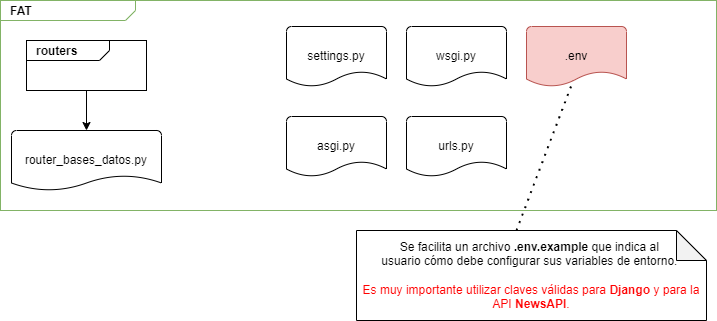 FAT
routers
settings.py
wsgi.py
.env
router_bases_datos.py
asgi.py
urls.py
Se facilita un archivo .env.example que indica al
usuario cómo debe configurar sus variables de entorno.
Es muy importante utilizar claves válidas para Django y para la
API NewsAPI.